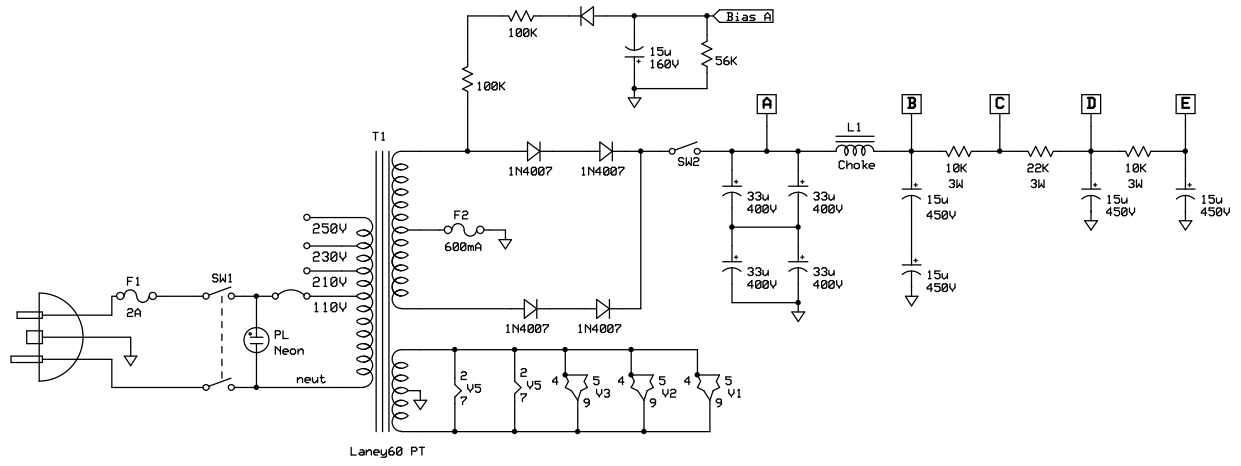 Bias A
100K
15u
160V
56K
100K
A
B
C
D
E
T1
L1
Choke
1N4007
1N4007
SW2
10K
3W
22K
3W
10K
3W
33u
400V
33u
400V
15u
450V
15u
450V
15u
450V
F2
600mA
250V
230V
210V
110V
33u
400V
33u
400V
15u
450V
F1
2A
SW1
PL
Neon
neut
1N4007
1N4007
2
V5
7
2
V5
7
4
5
V3
9
4
5
V2
9
4
5
V1
9
Laney60 PT